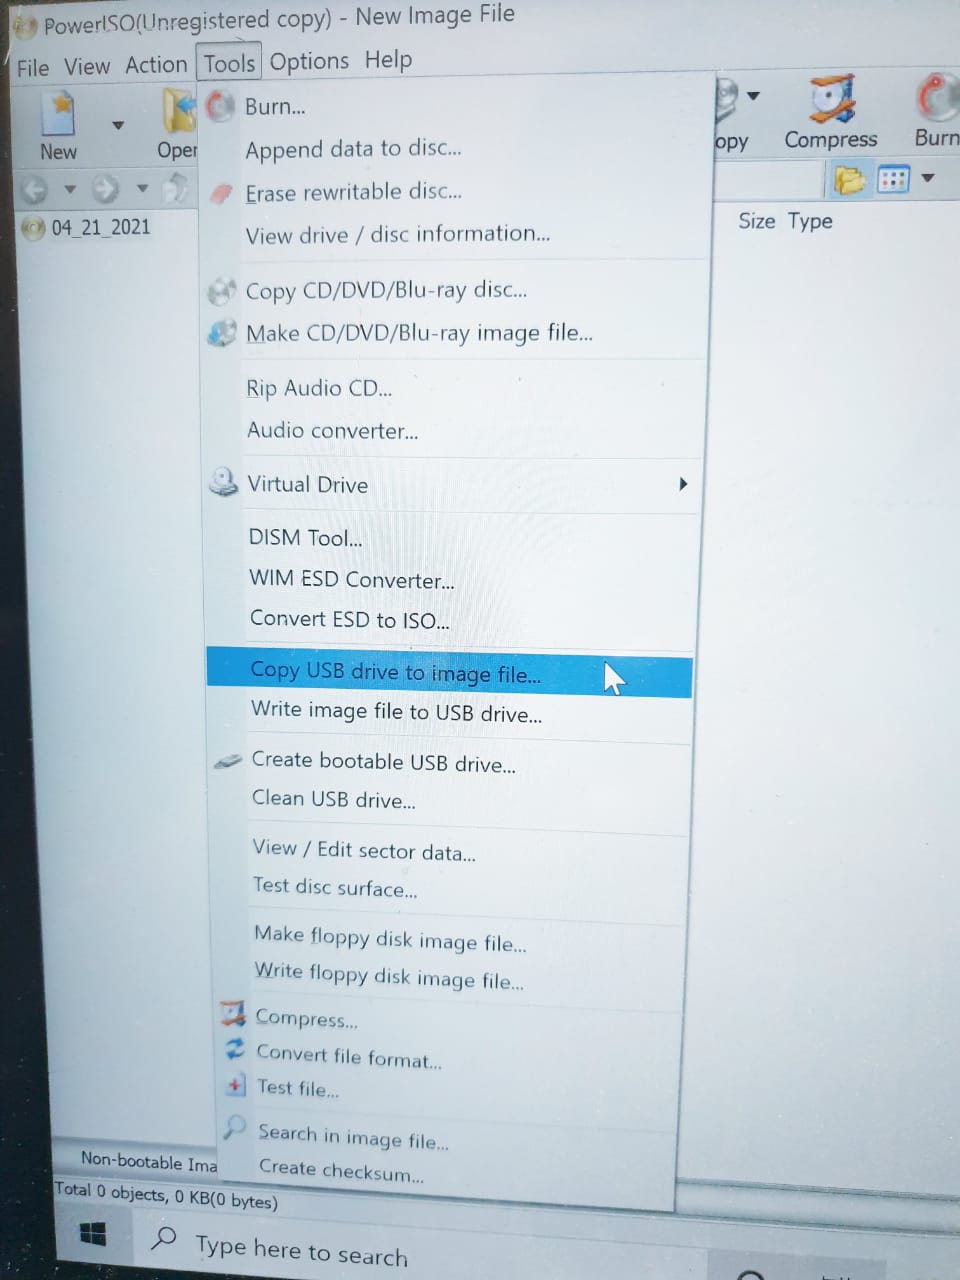 PowerISO(Unregistered copy) - New Image File
File View Action Tools Options Help
New
Compress
Burn
04_21_2021
Size Type
Burn...
Append data to disc...
Erase rewritable disc...
View drive / disc information...
Copy CD/DVD/Blu-ray disc...
Make CD/DVD/Blu-ray image file...
Rip Audio CD...
Audio converter...
Virtual Drive
DISM Tool...
WIM ESD Converter...
Convert ESD to ISO...
Copy USB drive to image file...
Write image file to USB drive...
Create bootable USB drive...
Clean USB drive...
View / Edit sector data...
Test disc surface...
Make floppy disk image file...
Write floppy disk image file...
Compress...
Convert file format...
Test file...
Search in image file...
Create checksum...
Non-bootable Ima
Total 0 objects, 0 KB(0 bytes)
Type here to search